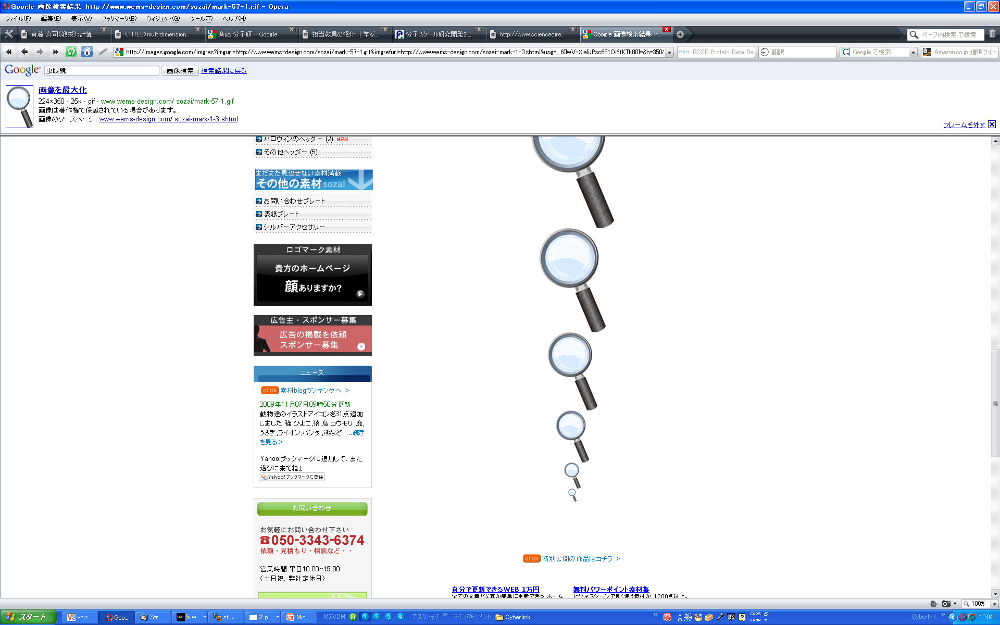 Google 画像検索結果: http://www.wems-design.com/sozai/mark-57-1.gif - Opera
ファイル(F) 編集(E) 表示(V) ブックマーク(B) ウィジェット(G) ツール(T) ヘルプ(H)
斉藤 真司(教授):計算... <TITLE>multidimension... 斉藤 分子研 - Google ... 担当教員の紹介 | 学ぶ... 分子スケール研究開発チ... http://www.sciencedire... Google 画像検索結果: h... ページ内検索 で検索
http://images.google.com/imgres?imgurl=http://www.wems-design.com/sozai/mark-57-1.gif&imgrefurl=http://www.wems-design.com/sozai-mark-1-3.shtml&usg=__6IIwV-XiaIuPsc681Oi6fKTk80I=&h=350& RCSB Protein Data Bar 翻訳 Google で検索 Amazon.co.jp 通販サイト
Google 虫眼鏡 画像検索 検索結果に戻る
画像を最大化
224×350 - 25k - gif - www.wems-design.com/ sozai/mark-57-1.gif
画像は著作権で保護されている場合があります。
画像のソースページ: www.wems-design.com/ sozai-mark-1-3.shtml
フレームを外す
ハロウィンのヘッダー (2) NEW
その他ヘッダー (5)
まだまだ見逃せない素材満載！
その他の素材 sozai
お問い合わせプレート
表紙プレート
シルバーアクセサリー
ロゴマーク素材
貴方のホームページ
顔ありますか?
広告主・スポンサー募集
広告の掲載を依頼
スポンサー募集
ニュース
click 素材blogランキングへ >
2009年11月07日09時50分更新
動物達のイラストアイコンを31点追加
しました 猫,ひよこ,猿,鳥,コウモリ,鹿,
うさぎ,ライオン,パンダ,熊など.....続き
を見る>
Yahoo!ブックマークに追加して、また
遊びに来てね↓
Yahoo!ブックマークに登録
お問い合わせ
お気軽にお問い合わせ下さい
☎050-3343-6374
依頼・見積もり・相談など・・
営業時間 平日10:00~19:00
（土日祝、弊社定休日）
click 特別公開の作品はコチラ >
自分で更新できるWEB 1万円 無料パワーポイント素材集
全ての文章と写真が簡単に更新できる ホーム ビジネスシーンで良く使う素材が 1200点以上。
100%
スタート vorr... Goo... Str... 5 w.. stru... 2 p... Mic... MSVDM 1 2 3 4 デスクトップ » マイ ドキュメント Cyberlink » A 般 CAPS KANA Cyberlink » 13:04